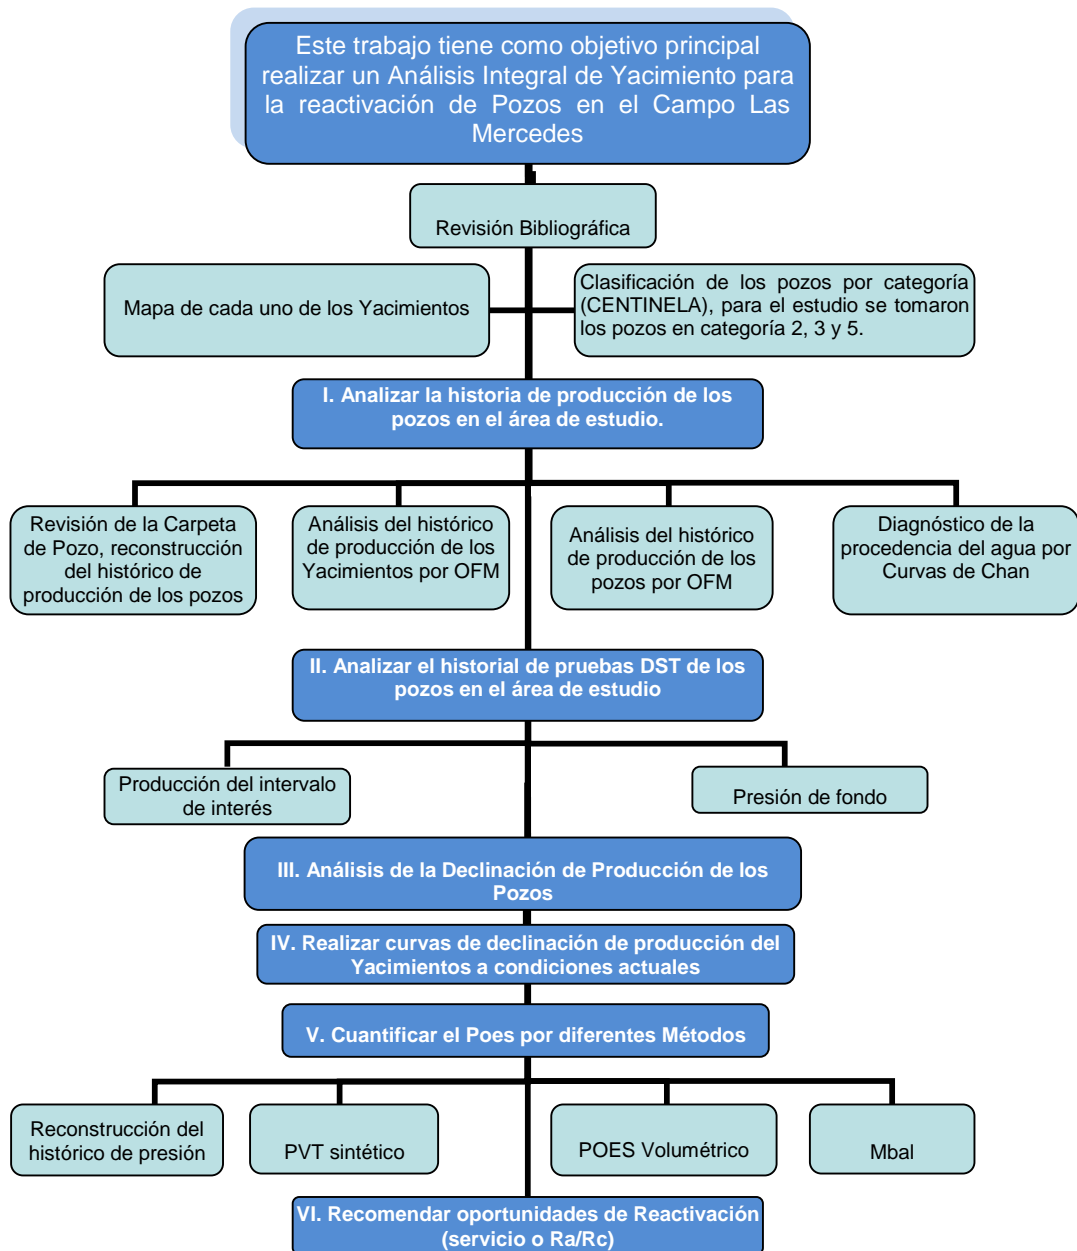 Este trabajo tiene como objetivo principal
realizar un Análisis Integral de Yacimiento para
la reactivación de Pozos en el Campo Las
Mercedes
Revisión Bibliográfica
Mapa de cada uno de los Yacimientos
Clasificación de los pozos por categoría
(CENTINELA), para el estudio se tomaron
los pozos en categoría 2, 3 y 5.
I. Analizar la historia de producción de los
pozos en el área de estudio.
Revisión de la Carpeta
de Pozo, reconstrucción
del histórico de
producción de los pozos
Análisis del histórico
de producción de los
Yacimientos por OFM
Análisis del histórico
de producción de los
pozos por OFM
Diagnóstico de la
procedencia del agua por
Curvas de Chan
II. Analizar el historial de pruebas DST de los
pozos en el área de estudio
Producción del intervalo
de interés
Presión de fondo
III. Análisis de la Declinación de Producción de los
Pozos
IV. Realizar curvas de declinación de producción del
Yacimientos a condiciones actuales
V. Cuantificar el Poes por diferentes Métodos
Reconstrucción del
histórico de presión
PVT sintético
POES Volumétrico
Mbal
VI. Recomendar oportunidades de Reactivación
(servicio o Ra/Rc)